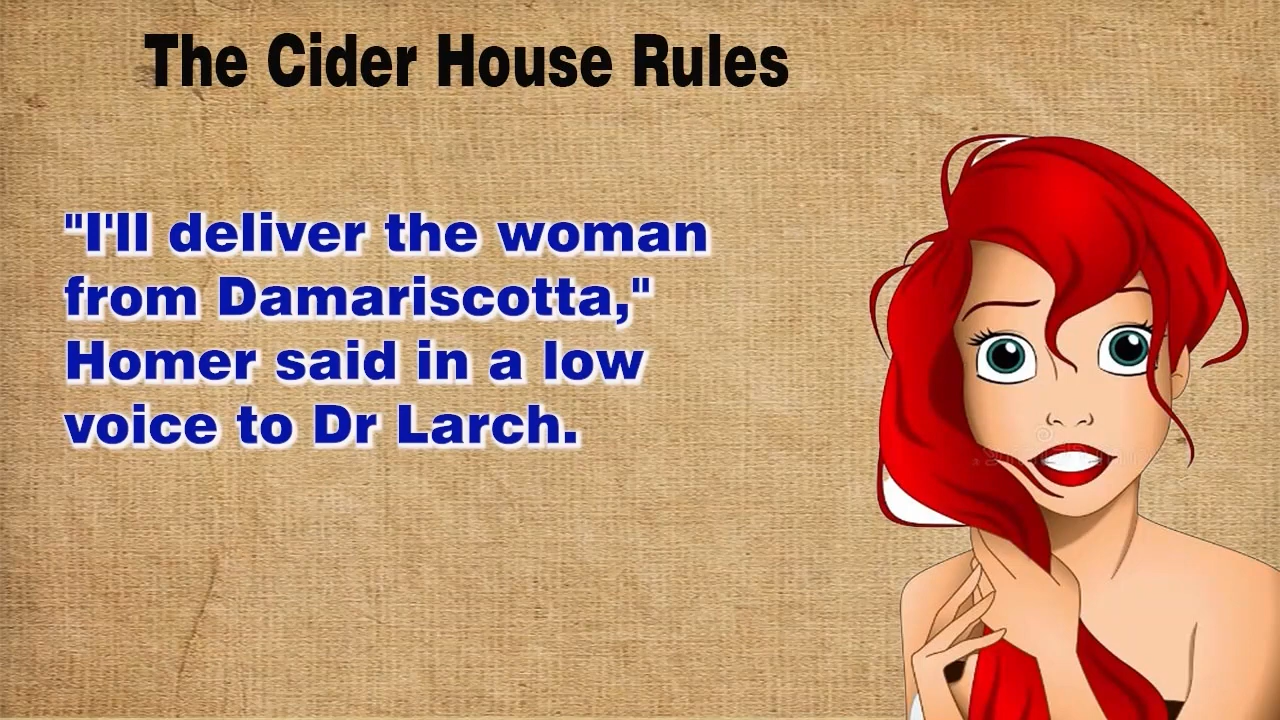 The Cider House Rules
"I'll deliver the woman
from Damariscotta,"
Homer said in a low
voice to Dr Larch.